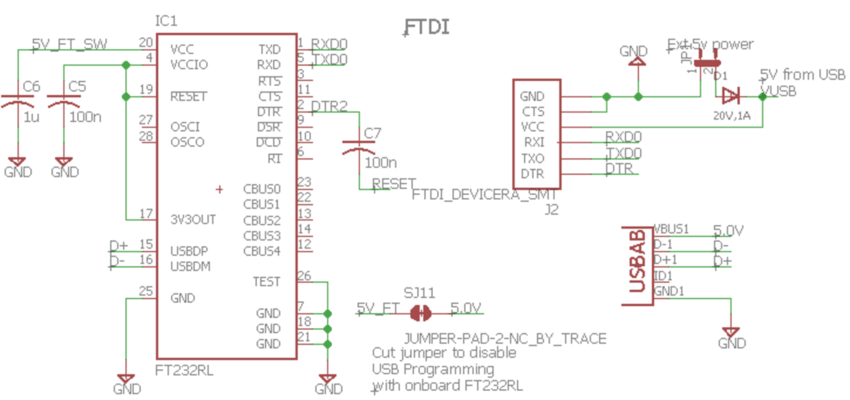 IC1
FTDI
5V_FT_SW
20
VCC
TXD
1
RXD0
4
VCCIO
RXD
5
TXD0
RTS
3
19
RESET
CTS
11
DTR
2
DTR2
27
OSCI
DSR
9
28
OSCO
DCD
10
RI
6
C6
1u
C5
100n
GND
GND
C7
100n
RESET
CBUS0
23
CBUS1
22
17
3V3OUT
CBUS2
13
CBUS3
14
D+
15
USBDP
CBUS4
12
D-
16
USBDM
TEST
26
25
GND
GND
7
GND
18
GND
21
FT232RL
GND
GND
SJ11
5V_FT
5.0V
JUMPER-PAD-2-NC_BY_TRACE
Cut jumper to disable
USB Programming
with onboard FT232RL
Ext 5v power
GND
JP1
1
2
D1
5V from USB
VUSB
20V,1A
GND
CTS
VCC
RXI
RXD0
TXO
TXD0
DTR
DTR
FTDI_DEVICERA_SMT
J2
USBAB
VBUS1
5.0V
D-1
D-
D+1
D+
ID1
GND1
GND